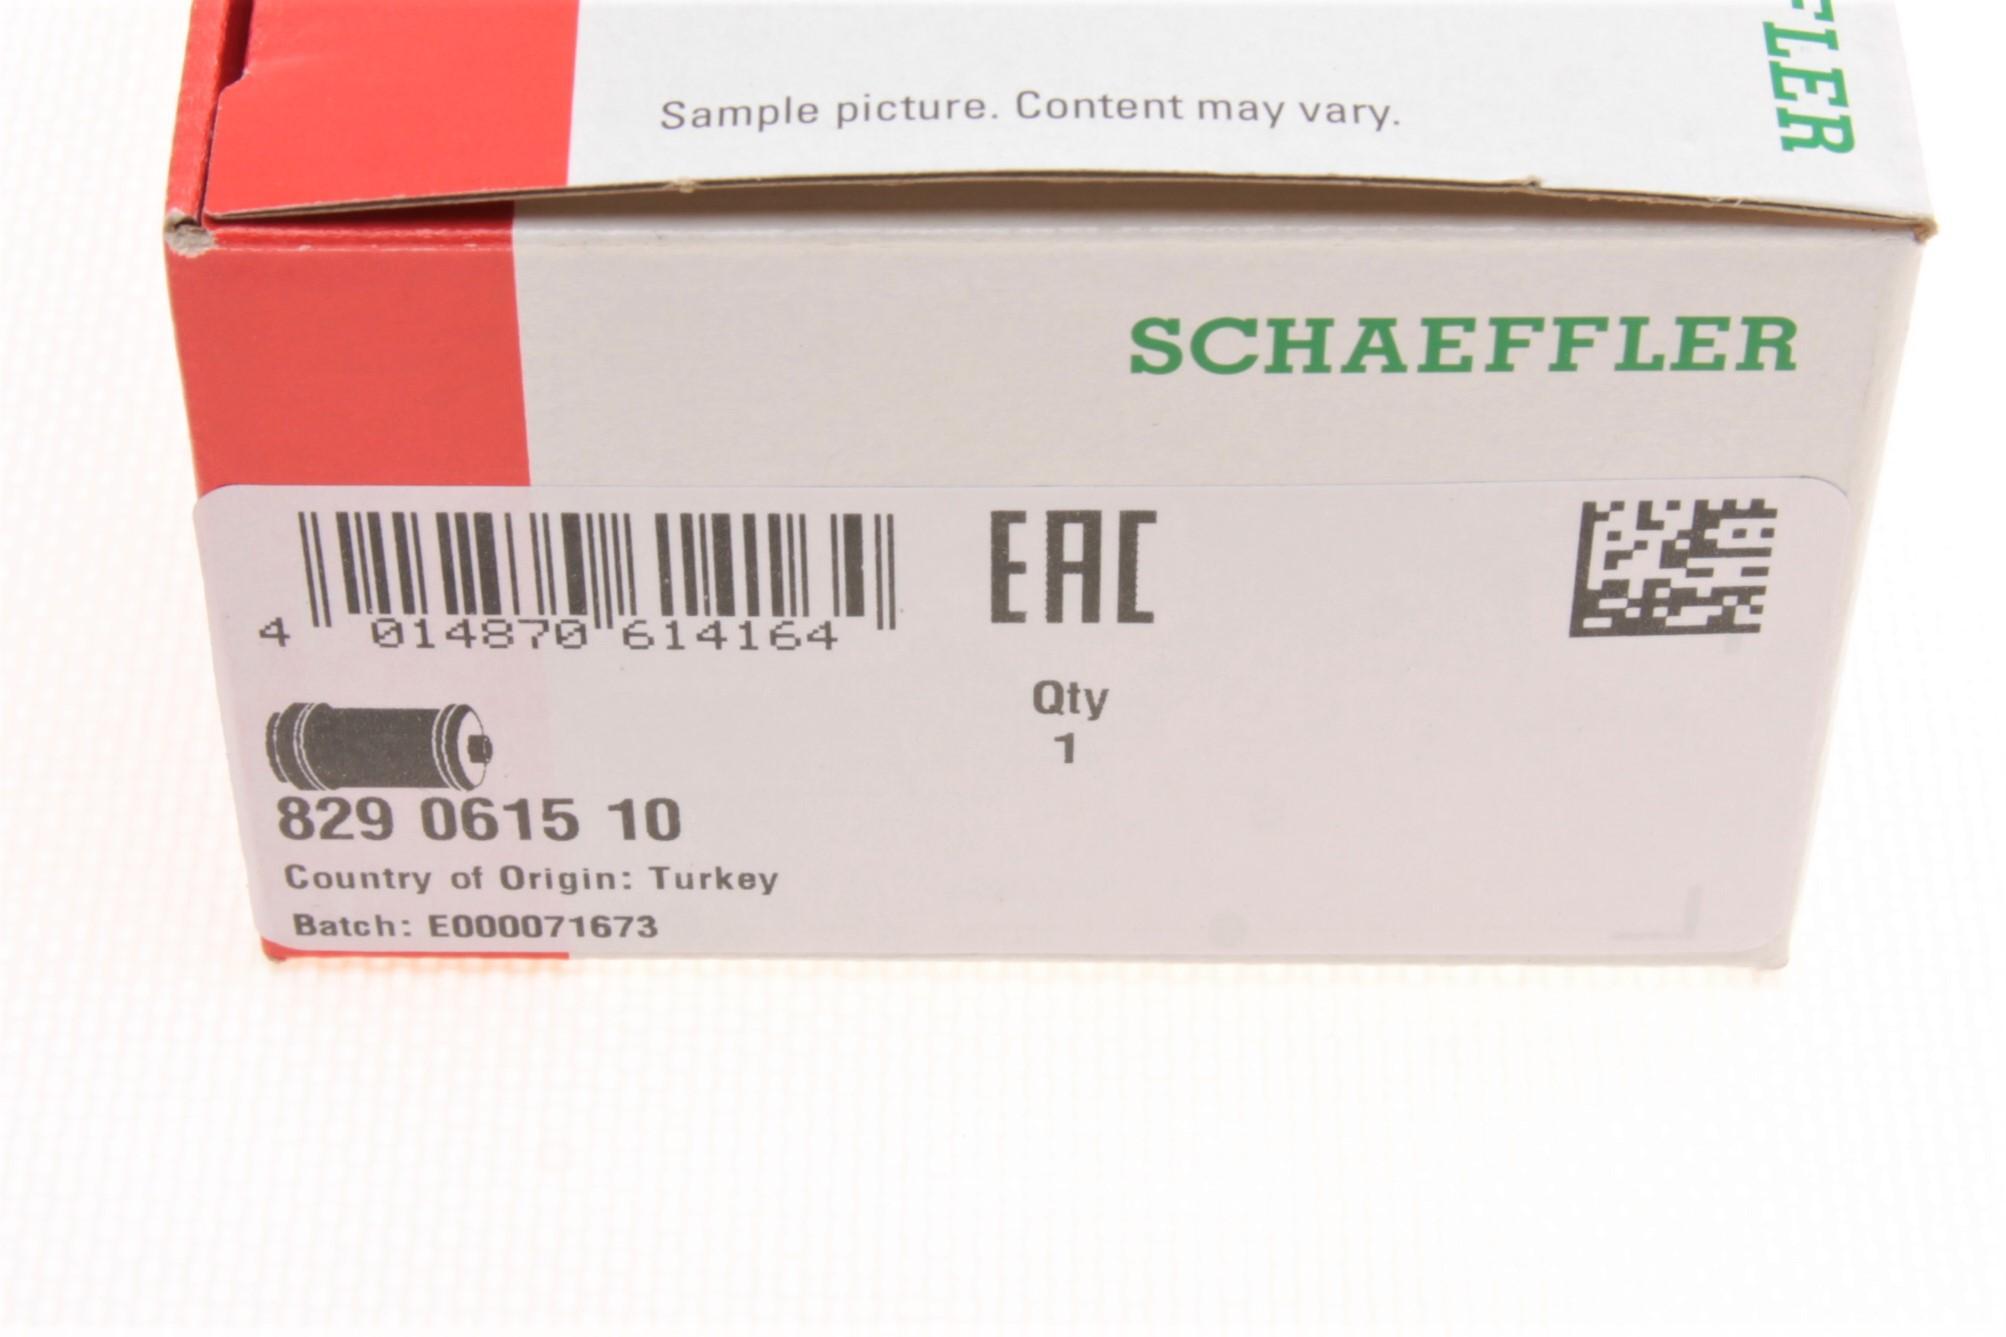 FLER
Sample picture. Content may vary.
SCHAEFFLER
4 014870 614164
EAC
Qty
1
829 0615 10
Country of Origin: Turkey
Batch: E000071673